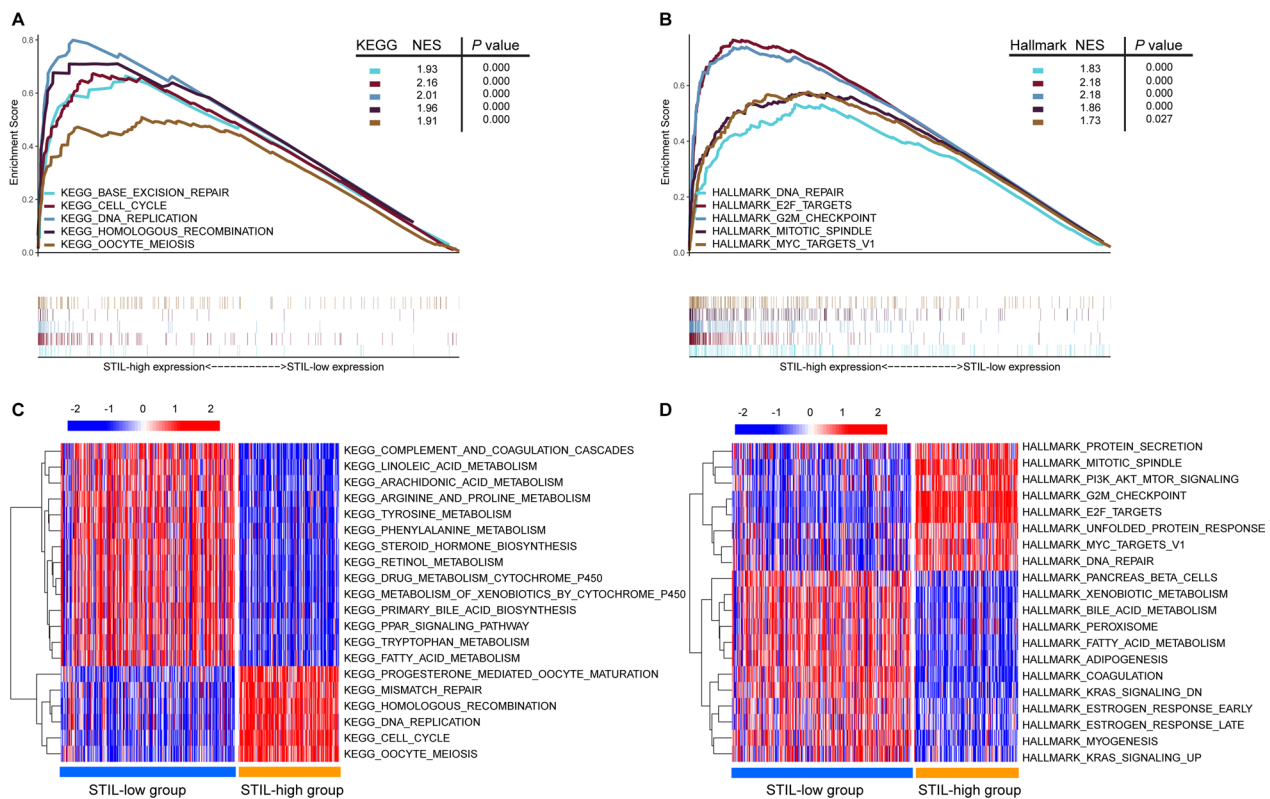 A
KEGG NES P value
1.93 0.000
2.16 0.000
2.01 0.000
1.96 0.000
1.91 0.000
Enrichment Score
0.8
0.6
0.4
0.2
0.0
KEGG_BASE_EXCISION_REPAIR
KEGG_CELL_CYCLE
KEGG_DNA_REPLICATION
KEGG_HOMOLOGOUS_RECOMBINATION
KEGG_OOCYTE_MEIOSIS
STIL-high expression<------------>STIL-low expression
B
Hallmark NES P value
1.83 0.000
2.18 0.000
2.18 0.000
1.86 0.000
1.73 0.027
Enrichment Score
0.6
0.4
0.2
0.0
HALLMARK_DNA_REPAIR
HALLMARK_E2F_TARGETS
HALLMARK_G2M_CHECKPOINT
HALLMARK_MITOTIC_SPINDLE
HALLMARK_MYC_TARGETS_V1
STIL-high expression<------------>STIL-low expression
C
-2 -1 0 1 2
KEGG_COMPLEMENT_AND_COAGULATION_CASCADES
KEGG_LINOLEIC_ACID_METABOLISM
KEGG_ARACHIDONIC_ACID_METABOLISM
KEGG_ARGININE_AND_PROLINE_METABOLISM
KEGG_TYROSINE_METABOLISM
KEGG_PHENYLALANINE_METABOLISM
KEGG_STEROID_HORMONE_BIOSYNTHESIS
KEGG_RETINOL_METABOLISM
KEGG_DRUG_METABOLISM_CYTOCHROME_P450
KEGG_METABOLISM_OF_XENOBIOTICS_BY_CYTOCHROME_P450
KEGG_PRIMARY_BILE_ACID_BIOSYNTHESIS
KEGG_PPAR_SIGNALING_PATHWAY
KEGG_TRYPTOPHAN_METABOLISM
KEGG_FATTY_ACID_METABOLISM
KEGG_PROGESTERONE_MEDIATED_OOCYTE_MATURATION
KEGG_MISMATCH_REPAIR
KEGG_HOMOLOGOUS_RECOMBINATION
KEGG_DNA_REPLICATION
KEGG_CELL_CYCLE
KEGG_OOCYTE_MEIOSIS
STIL-low group STIL-high group
D
-2 -1 0 1 2
HALLMARK_PROTEIN_SECRETION
HALLMARK_MITOTIC_SPINDLE
HALLMARK_PI3K_AKT_MTOR_SIGNALING
HALLMARK_G2M_CHECKPOINT
HALLMARK_E2F_TARGETS
HALLMARK_UNFOLDED_PROTEIN_RESPONSE
HALLMARK_MYC_TARGETS_V1
HALLMARK_DNA_REPAIR
HALLMARK_PANCREAS_BETA_CELLS
HALLMARK_XENOBIOTIC_METABOLISM
HALLMARK_BILE_ACID_METABOLISM
HALLMARK_PEROXISOME
HALLMARK_FATTY_ACID_METABOLISM
HALLMARK_ADIPOGENESIS
HALLMARK_COAGULATION
HALLMARK_KRAS_SIGNALING_DN
HALLMARK_ESTROGEN_RESPONSE_EARLY
HALLMARK_ESTROGEN_RESPONSE_LATE
HALLMARK_MYOGENESIS
HALLMARK_KRAS_SIGNALING_UP
STIL-low group STIL-high group